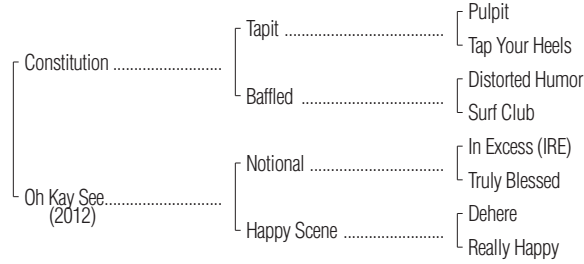 Pulpit
Tapit ................................
Tap Your Heels
Constitution ......................
Distorted Humor
Baffled .............................
Surf Club
In Excess (IRE)
Notional ...........................
Truly Blessed
Oh Kay See.......................
(2012)
Dehere
Happy Scene ....................
Really Happy